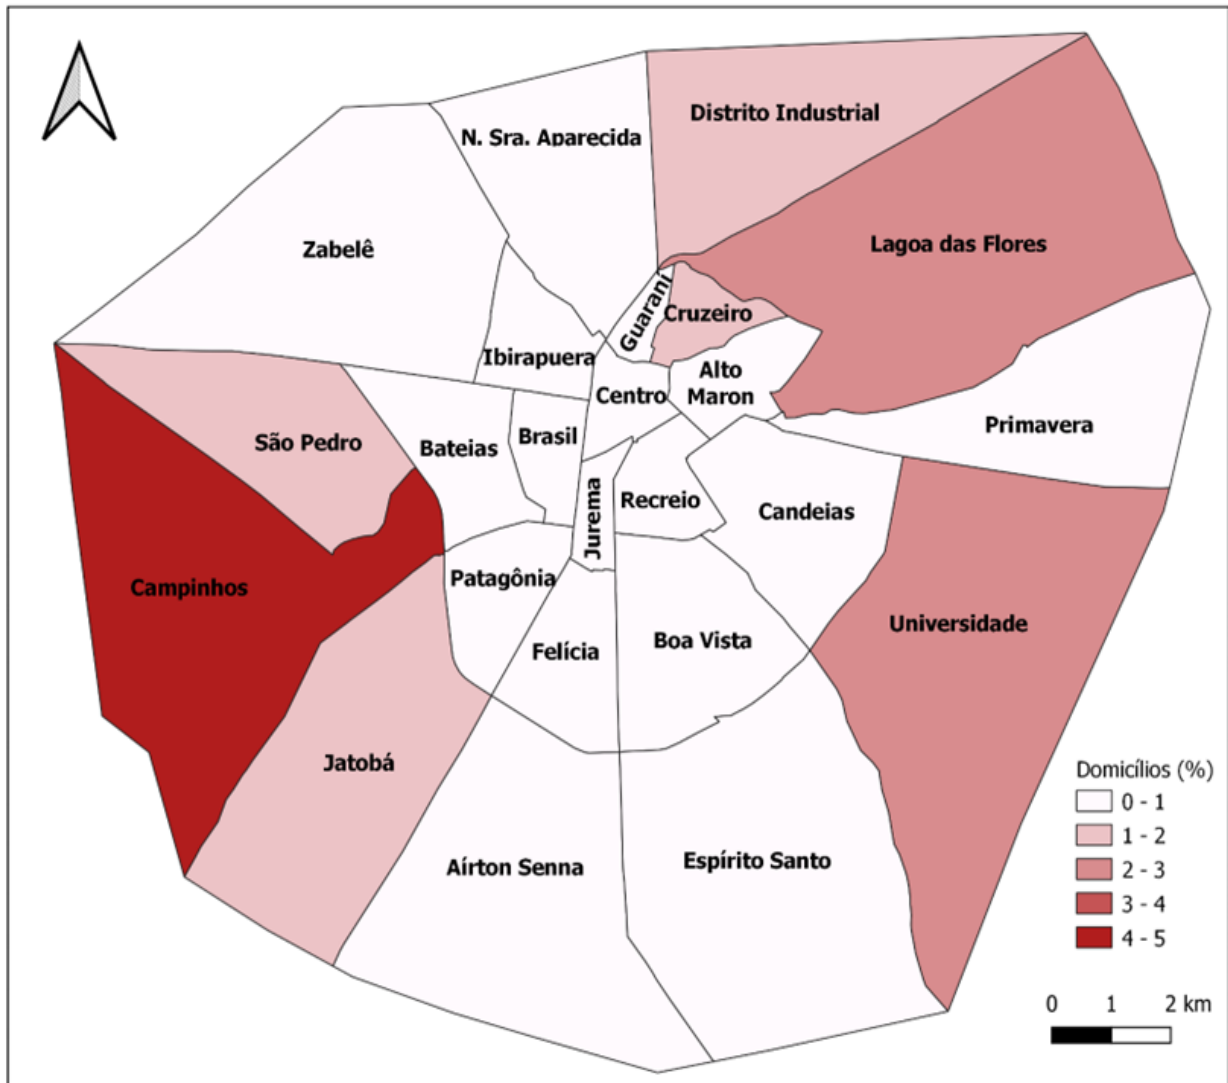 Distrito Industrial
N. Sra. Aparecida
Lagoa das Flores
Zabelê
Guarani
Cruzeiro
Ibirapuera
Alto
Maron
Centro
Primavera
São Pedro
Bateias
Brasil
Recreio
Candeias
Jurema
Campinhos
Patagônia
Universidade
Felícia
Boa Vista
Jatobá
Aírton Senna
Espírito Santo
Domicílios (%)
0 - 1
1 - 2
2 - 3
3 - 4
4 - 5
0 1 2 km